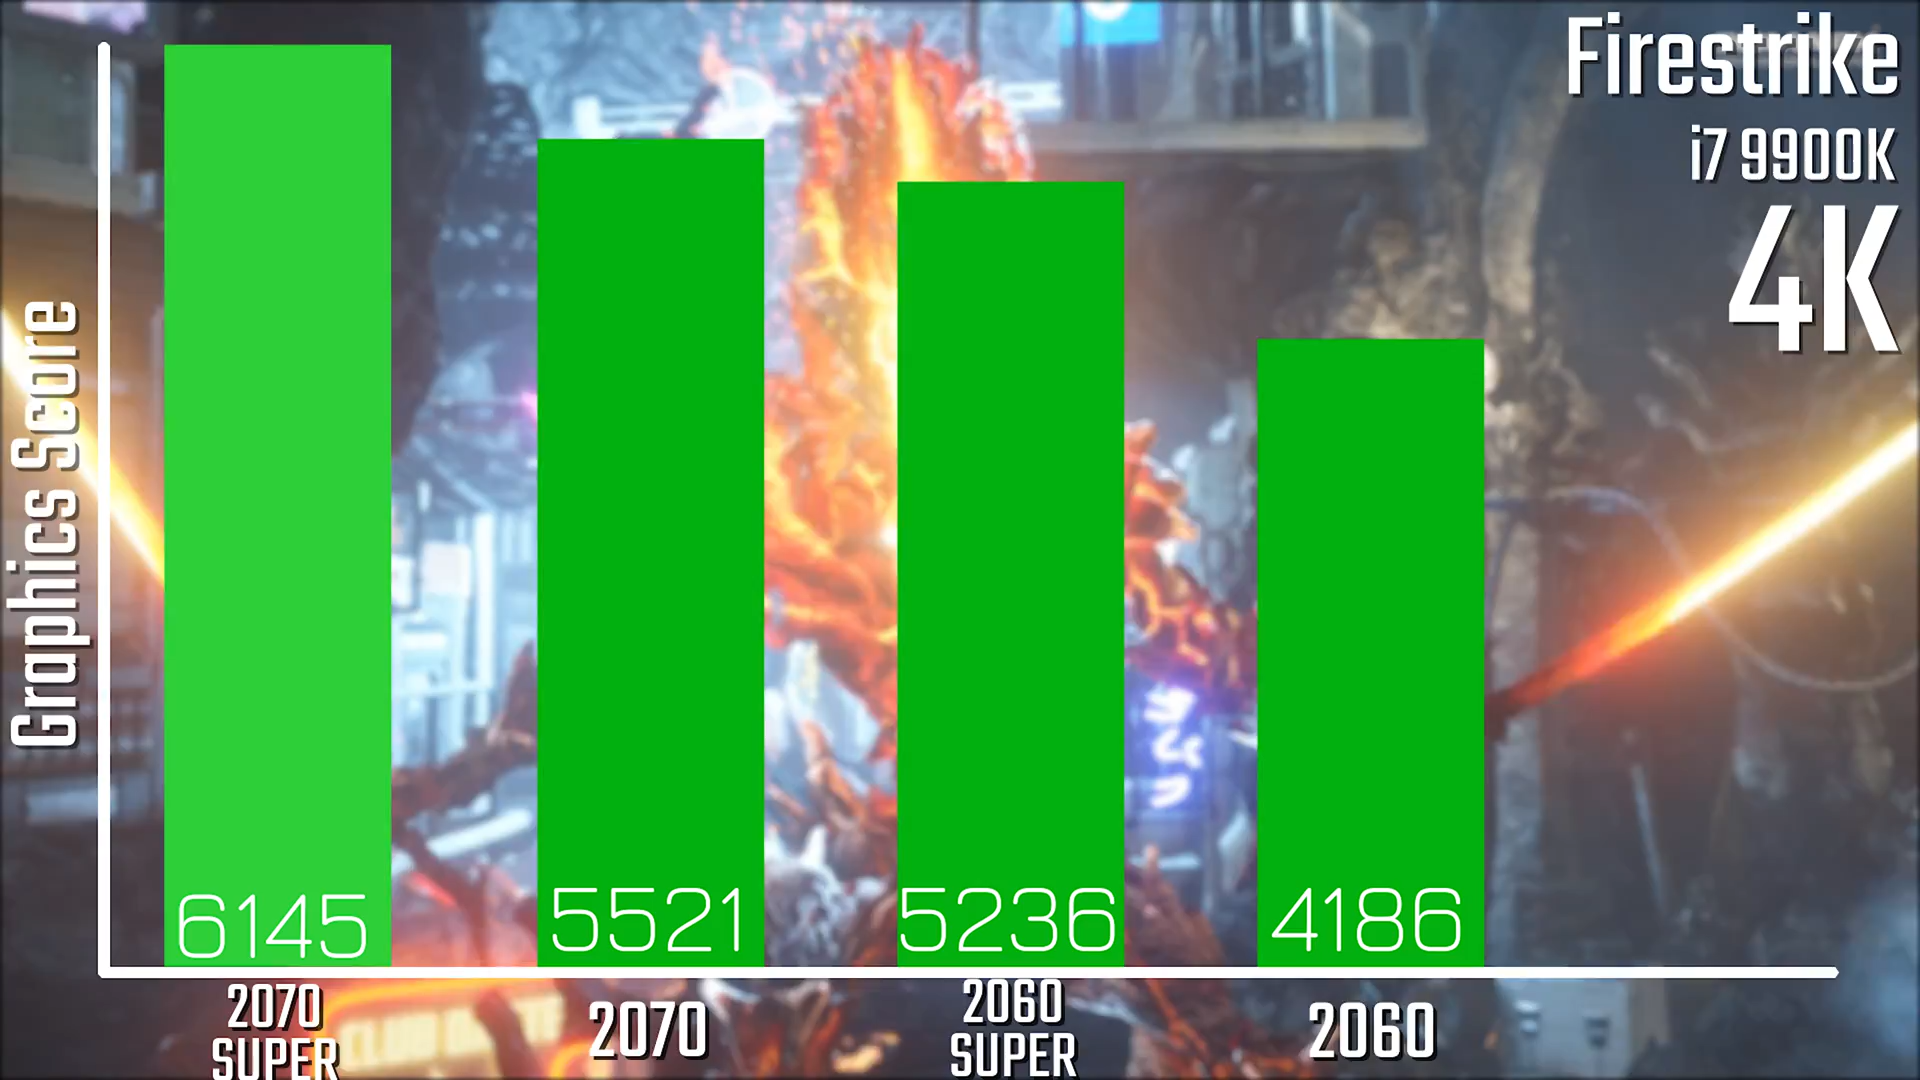 Firestrike
i7 9900K
4K
Graphics Score
6145
5521
5236
4186
2070
SUPER
2070
2060
SUPER
2060